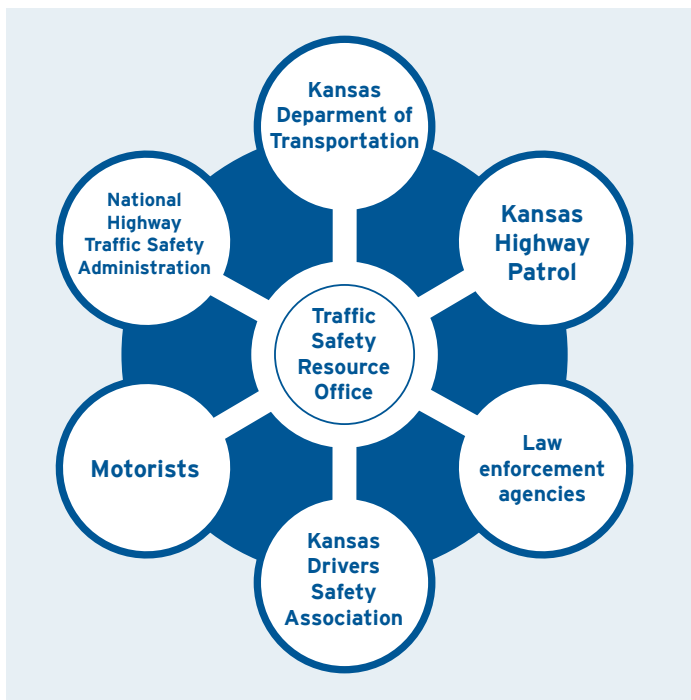 Kansas
Deparment of
Transportation
National
Highway
Traffic Safety
Administration
Kansas
Highway
Patrol
Traffic
Safety
Resource
Office
Motorists
Law
enforcement
agencies
Kansas
Drivers
Safety
Association